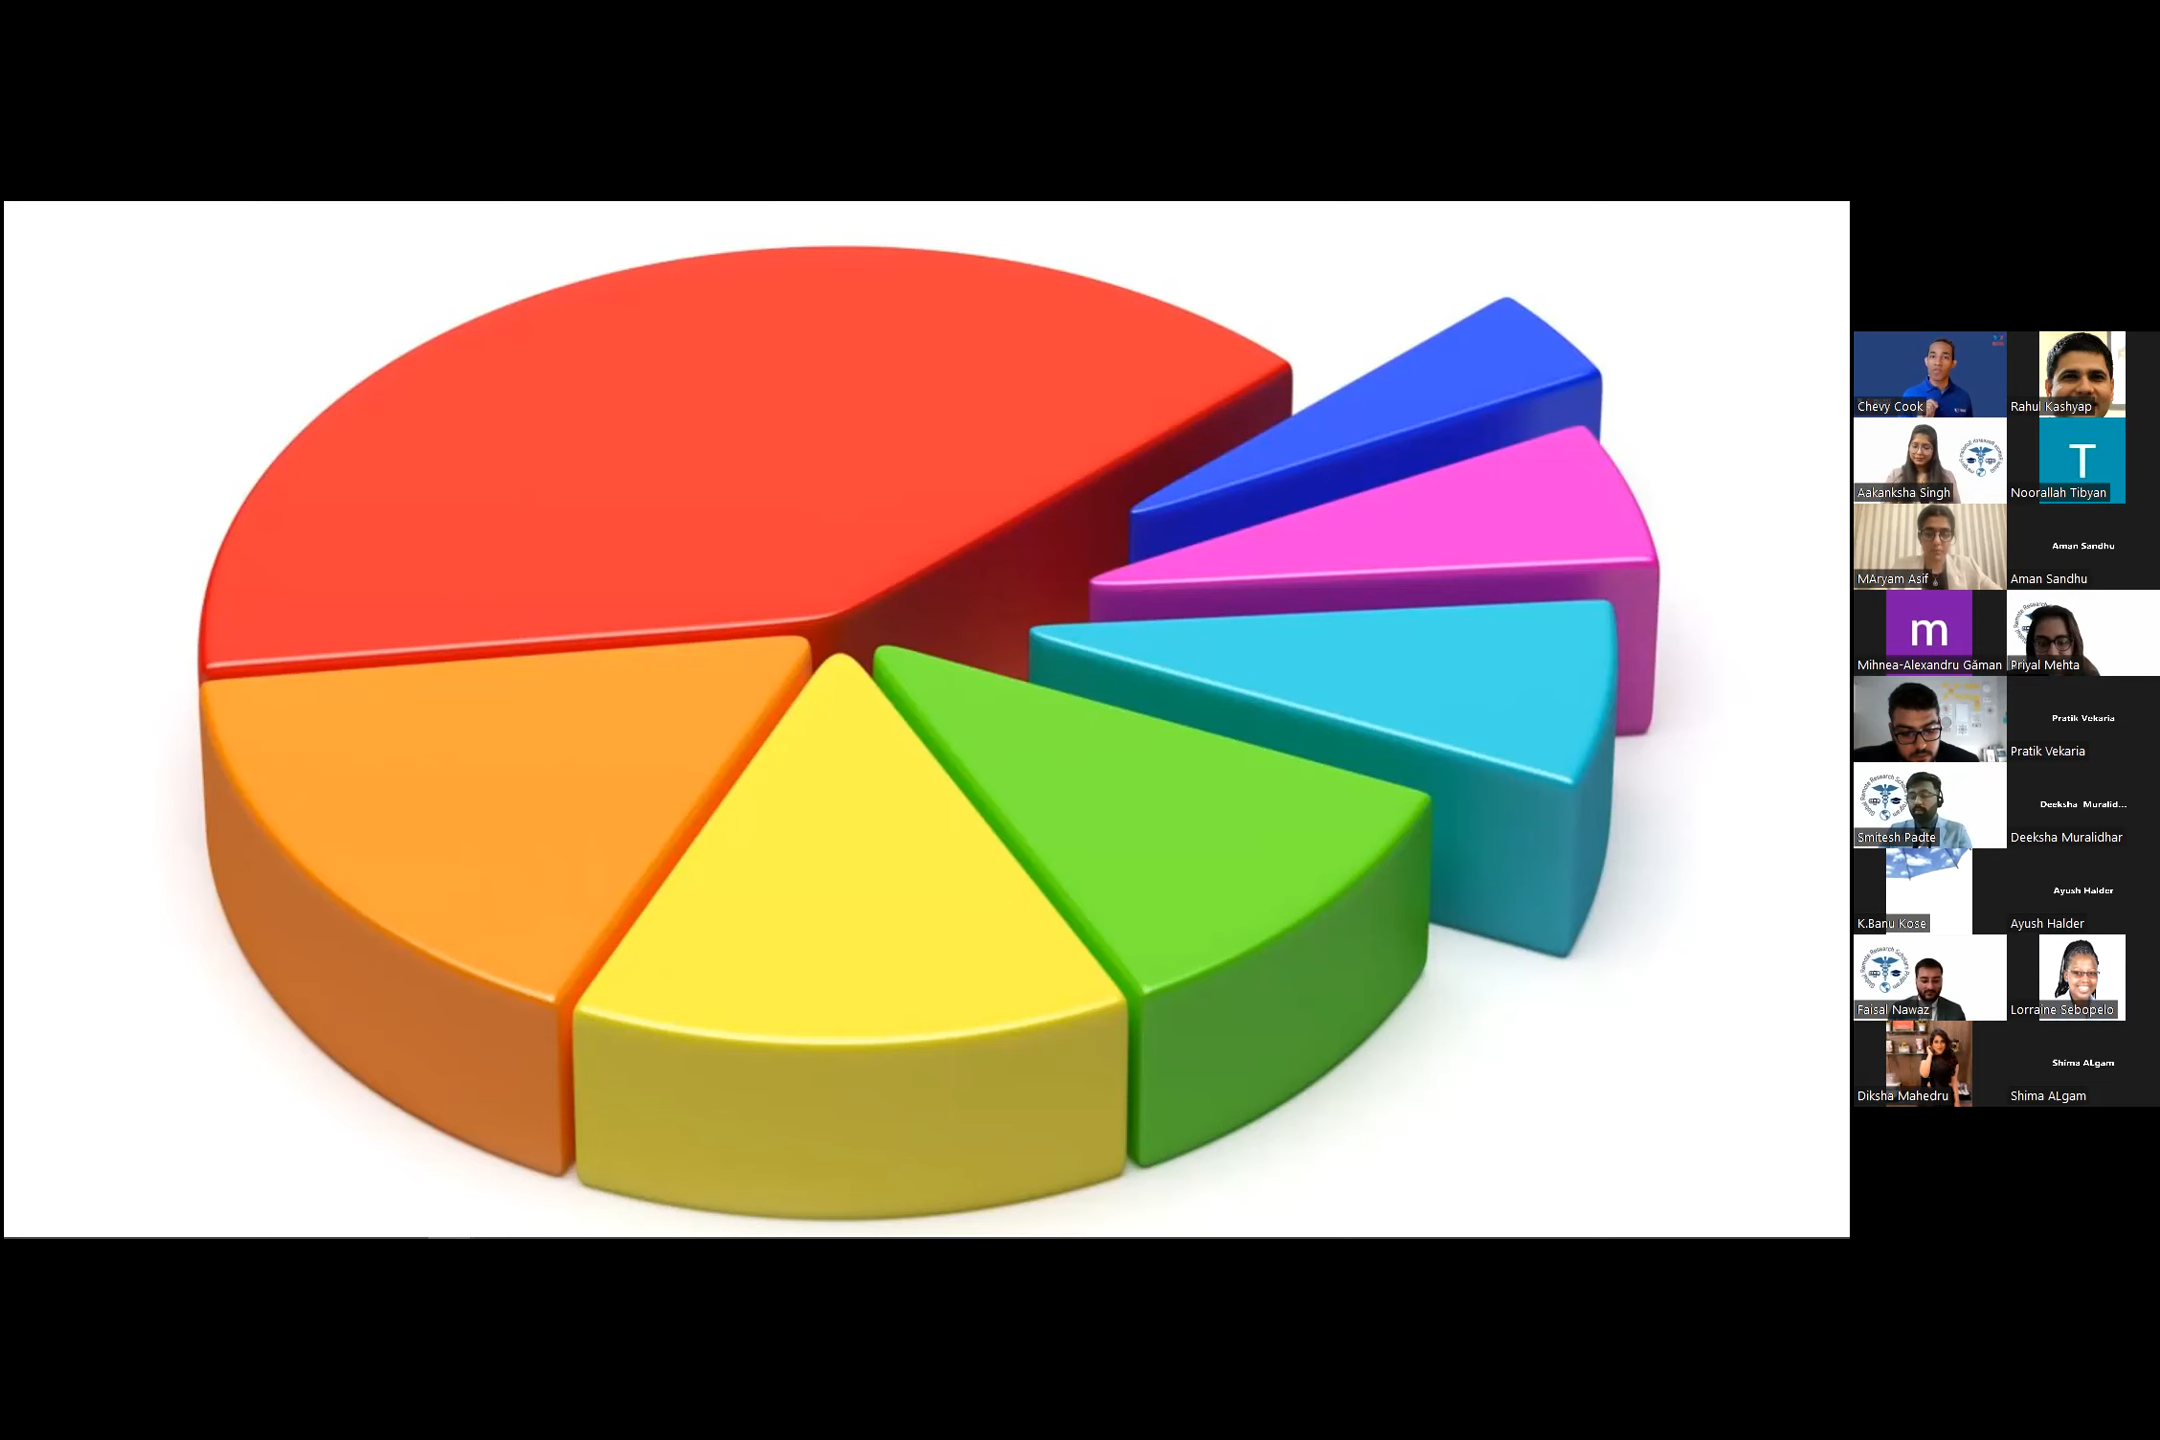 Chevy Cook
Rahul Kashyap
Aakanksha Singh
T
Noorallah Tibyan
MAryam Asif
Aman Sandhu
Aman Sandhu
m
Mihnea-Alexandru Găman
Priyal Mehta
Pratik Vekaria
Pratik Vekaria
Smitesh Padte
Deeksha Muralid...
Deeksha Muralidhar
K.Banu Kose
Ayush Halder
Ayush Halder
Faisal Nawaz
Lorraine Sebopelo
Diksha Mahedru
Shima ALgam
Shima ALgam